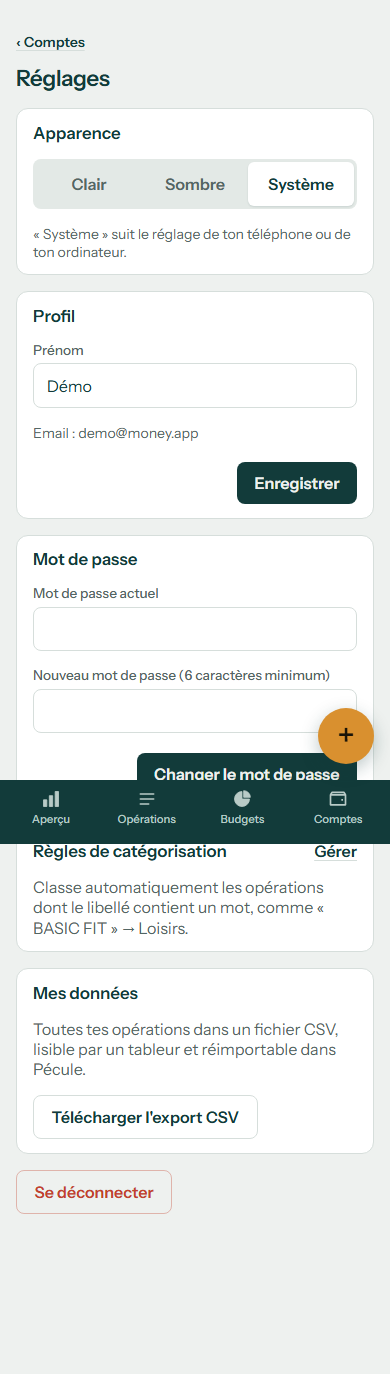 ‹ Comptes
Réglages
Apparence
Clair
Sombre
Système
« Système » suit le réglage de ton téléphone ou de
ton ordinateur.
Profil
Prénom
Démo
Email : demo@money.app
Enregistrer
Mot de passe
Mot de passe actuel
Nouveau mot de passe (6 caractères minimum)
+
Changer le mot de passe
Aperçu
Opérations
Budgets
Comptes
Règles de catégorisation
Gérer
Classe automatiquement les opérations
dont le libellé contient un mot, comme «
BASIC FIT » → Loisirs.
Mes données
Toutes tes opérations dans un fichier CSV,
lisible par un tableur et réimportable dans
Pécule.
Télécharger l'export CSV
Se déconnecter